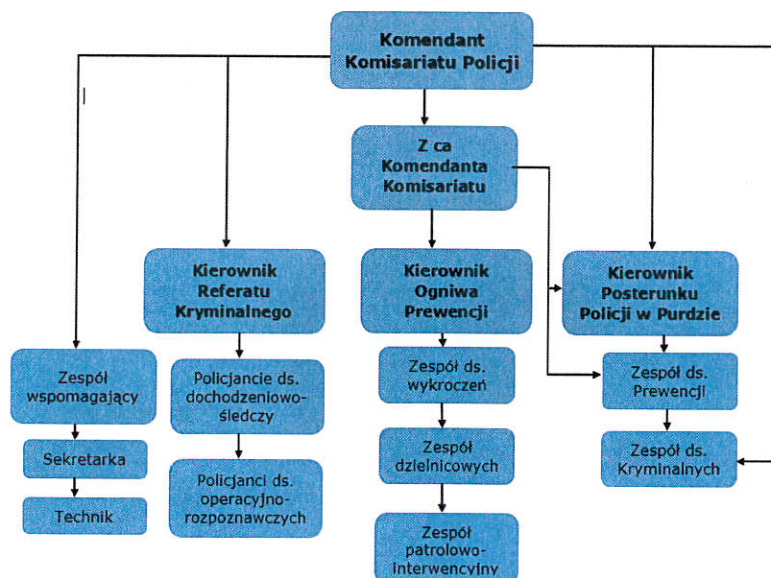 Komendant
Komisariatu Policji
Z ca
Komendanta
Komisariatu
Kierownik
Referatu
Kryminalnego
Kierownik
Ogniwa
Prewencji
Kierownik
Posterunku
Policji w Purdzie
Zespół
wspomagający
Policjancie ds.
dochodzeniowo-
śledczy
Zespół ds.
wykroczeń
Zespół ds.
Prewencji
Sekretarka
Policjanci ds.
operacyjno-
rozpoznawczych
Zespół
dzielnicowych
Zespół ds.
Kryminalnych
Technik
Zespół
patrolowo-
interwencyjny